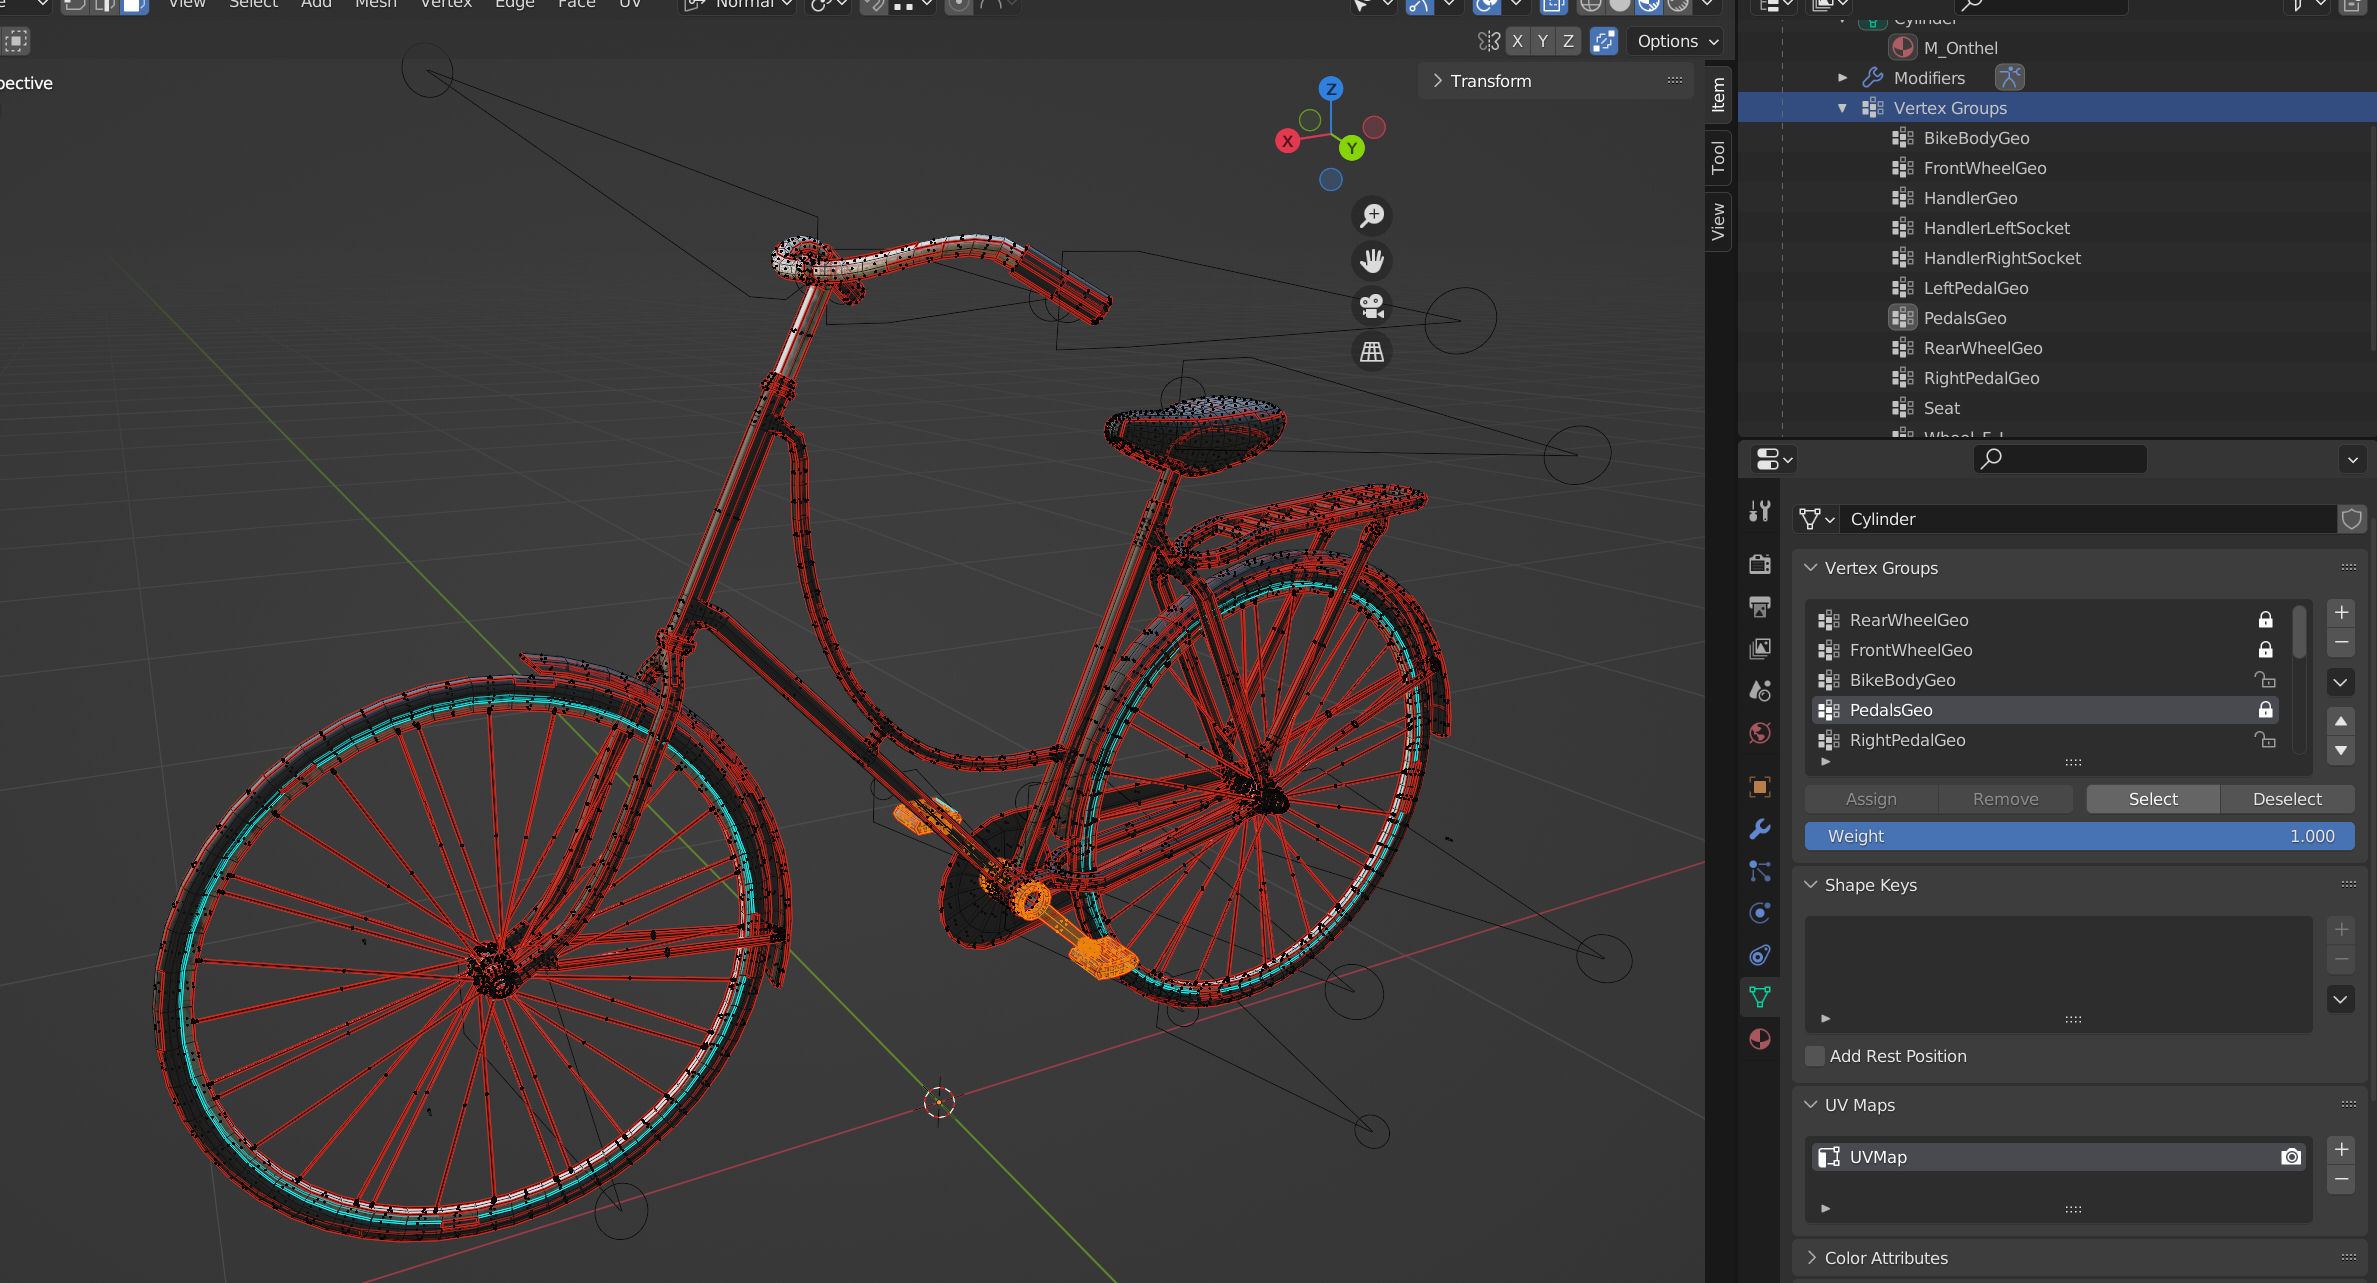 View Select Add Mesh Vertex Edge Face UV Normal
X Y Z Options
pective
Transform
Z
X
Y
Item
Tool
View
Cylinder
M_Onthel
Modifiers
Vertex Groups
BikeBodyGeo
FrontWheelGeo
HandlerGeo
HandlerLeftSocket
HandlerRightSocket
LeftPedalGeo
PedalsGeo
RearWheelGeo
RightPedalGeo
Seat
Cylinder
Vertex Groups
RearWheelGeo
FrontWheelGeo
BikeBodyGeo
PedalsGeo
RightPedalGeo
Assign Remove Select Deselect
Weight 1.000
Shape Keys
Add Rest Position
UV Maps
UVMap
Color Attributes